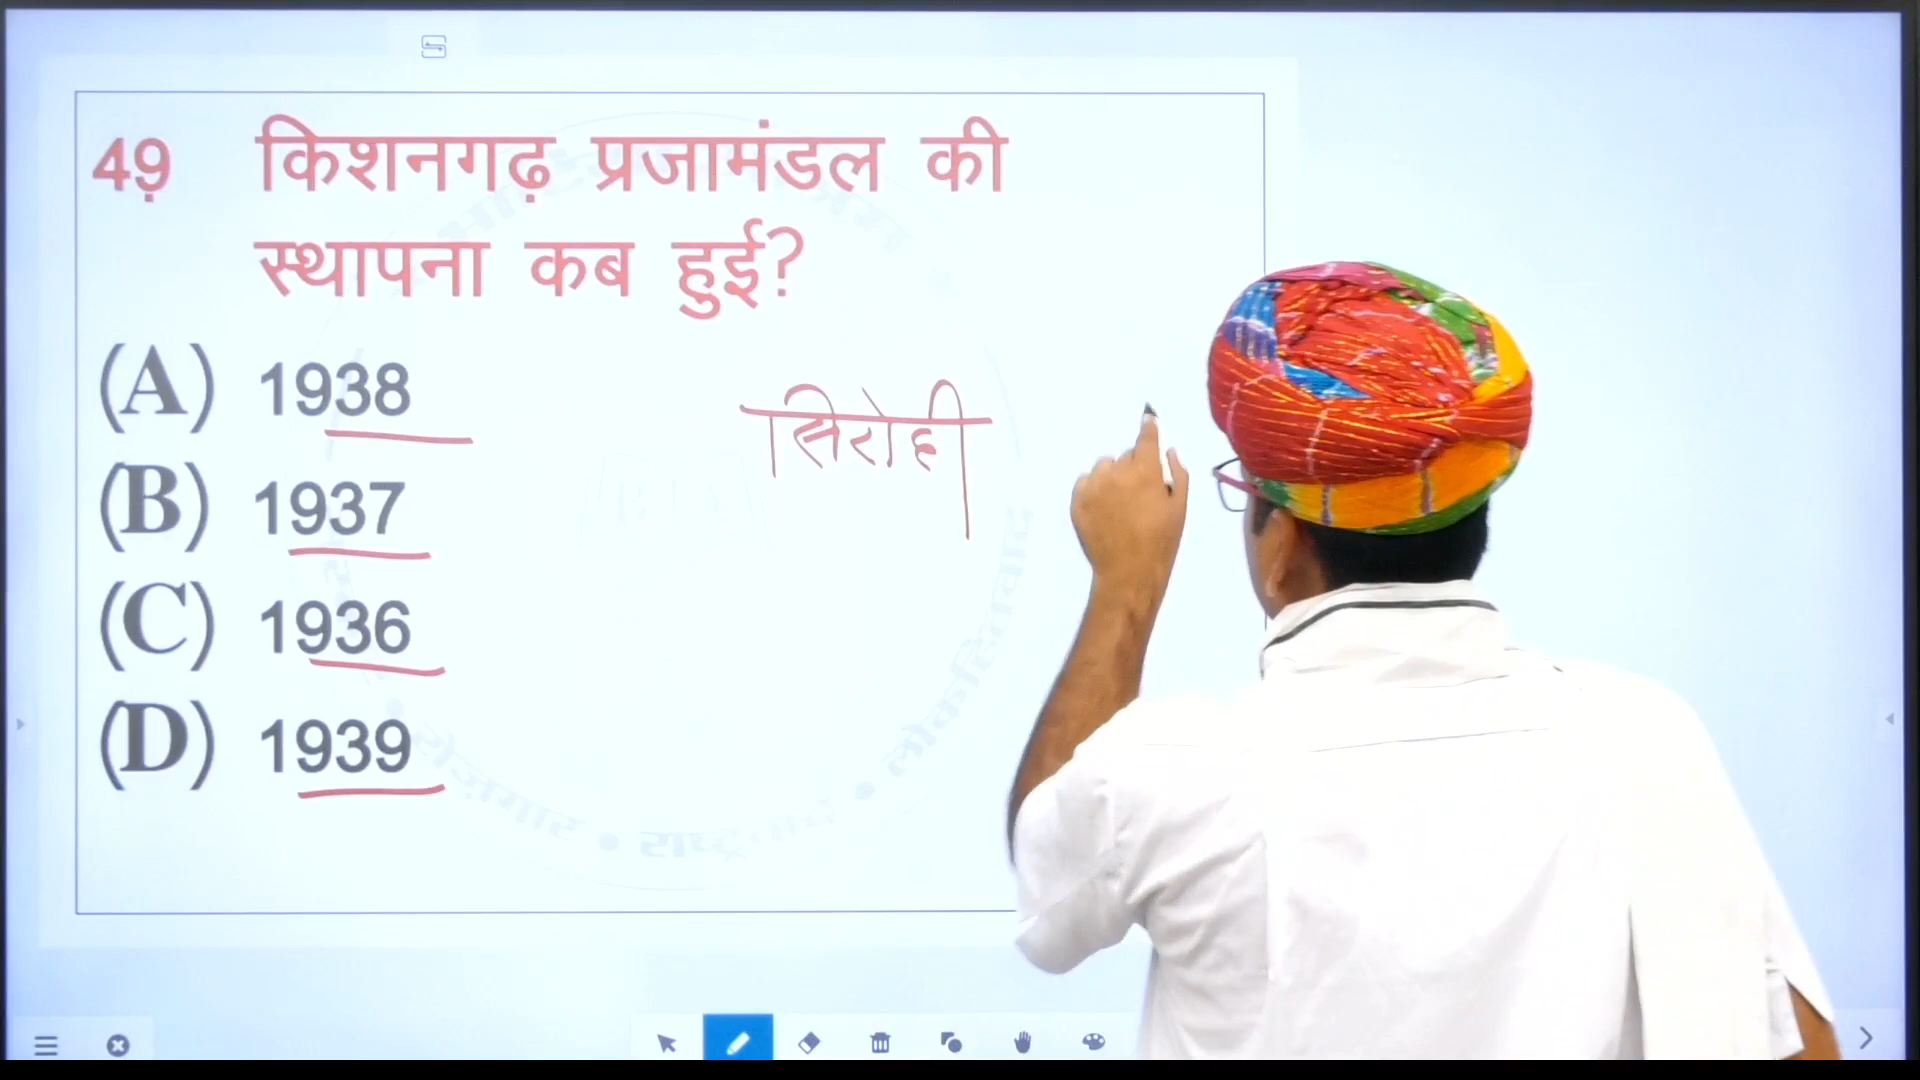 49 किशनगढ़ प्रजामंडल की
स्थापना कब हुई?
(A) 1938
(B) 1937
(C) 1936
(D) 1939
सिरोही